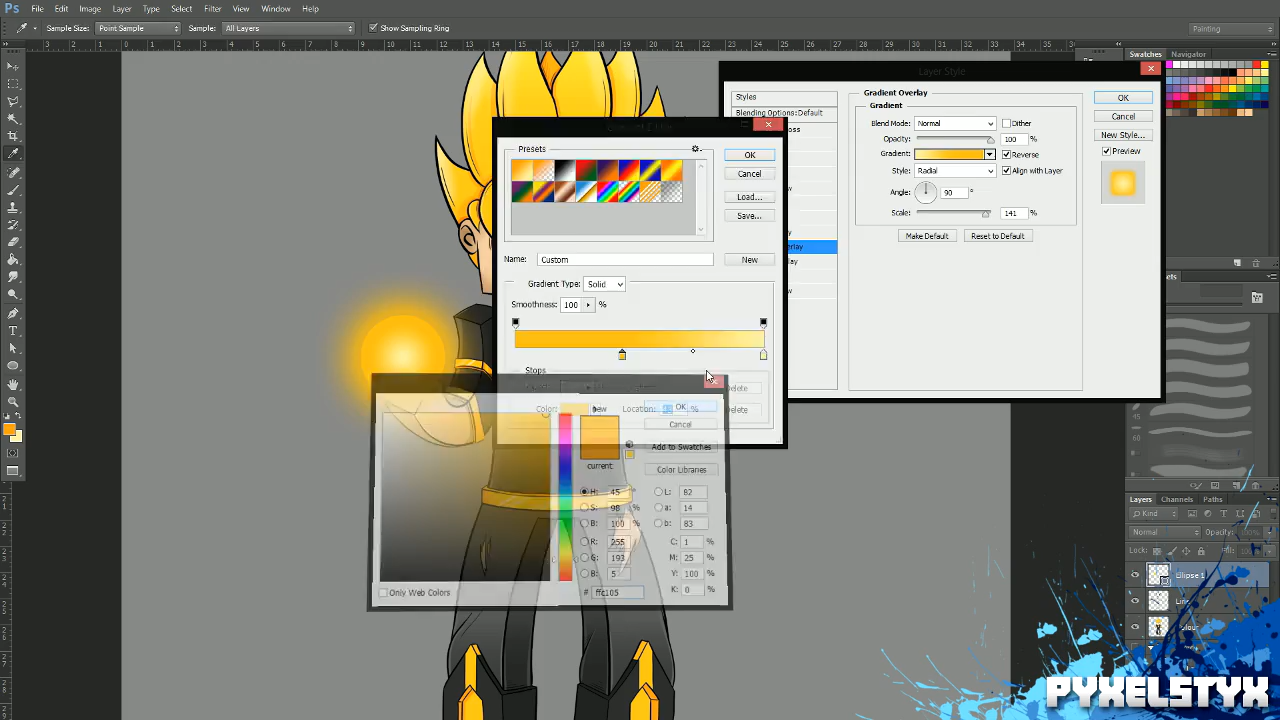 Ps File Edit Image Layer Type Select Filter View Window Help
Sample Size: Point Sample Sample: All Layers Show Sampling Ring Painting
Swatches Navigator
Layer Style
Styles
Blending Options:Default
Gradient Overlay
Gradient
Blend Mode: Normal Dither
Opacity: 100 %
Gradient: Reverse
Style: Radial Align with Layer
Angle: 90 °
Scale: 141 %
Make Default Reset to Default
OK
Cancel
New Style...
Preview
Presets
OK
Cancel
Load...
Save...
Name: Custom New
Gradient Type: Solid
Smoothness: 100 %
Stops
Delete
Color: Location: % Delete
OK
Cancel
Add to Swatches
Color Libraries
current
H: 45
S: 98 %
B: 100 %
R: 255
G: 193
B: 5
L: 82
a: 14
b: 83
C: 1 %
M: 25 %
Y: 100 %
K: 0 %
Only Web Colors
# ffc105
45
60
Layers Channels Paths
Kind
Normal Opacity:
Lock:
Ellipse 1
PYXELSTYX